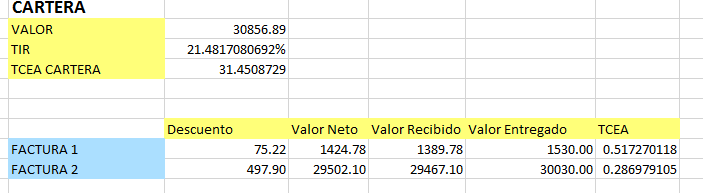 CARTERA
VALOR 30856.89
TIR 21.4817080692%
TCEA CARTERA 31.4508729
Descuento Valor Neto Valor Recibido Valor Entregado TCEA
FACTURA 1 75.22 1424.78 1389.78 1530.00 0.517270118
FACTURA 2 497.90 29502.10 29467.10 30030.00 0.286979105